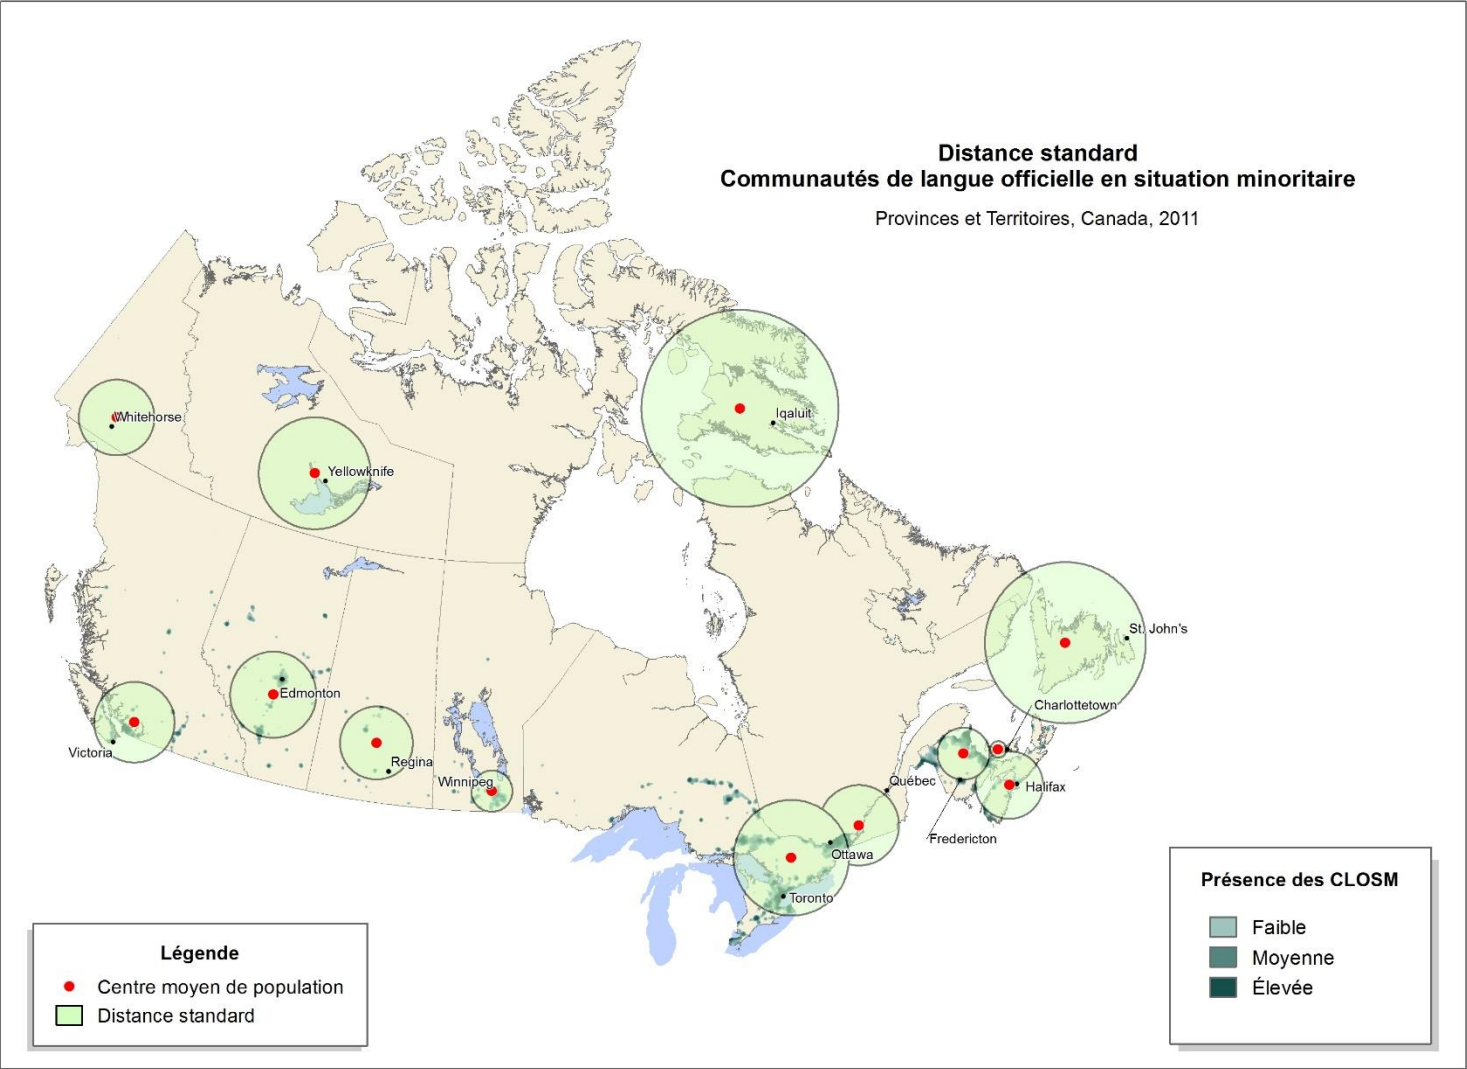 Distance standard
Communautés de langue officielle en situation minoritaire
Provinces et Territoires, Canada, 2011
Iqaluit
Whitehorse
Yellowknife
St. John's
Edmonton
Charlottetown
Victoria
Regina
Winnipeg
Québec
Halifax
Fredericton
Ottawa
Toronto
Présence des CLOSM
Faible
Moyenne
Élevée
Légende
Centre moyen de population
Distance standard